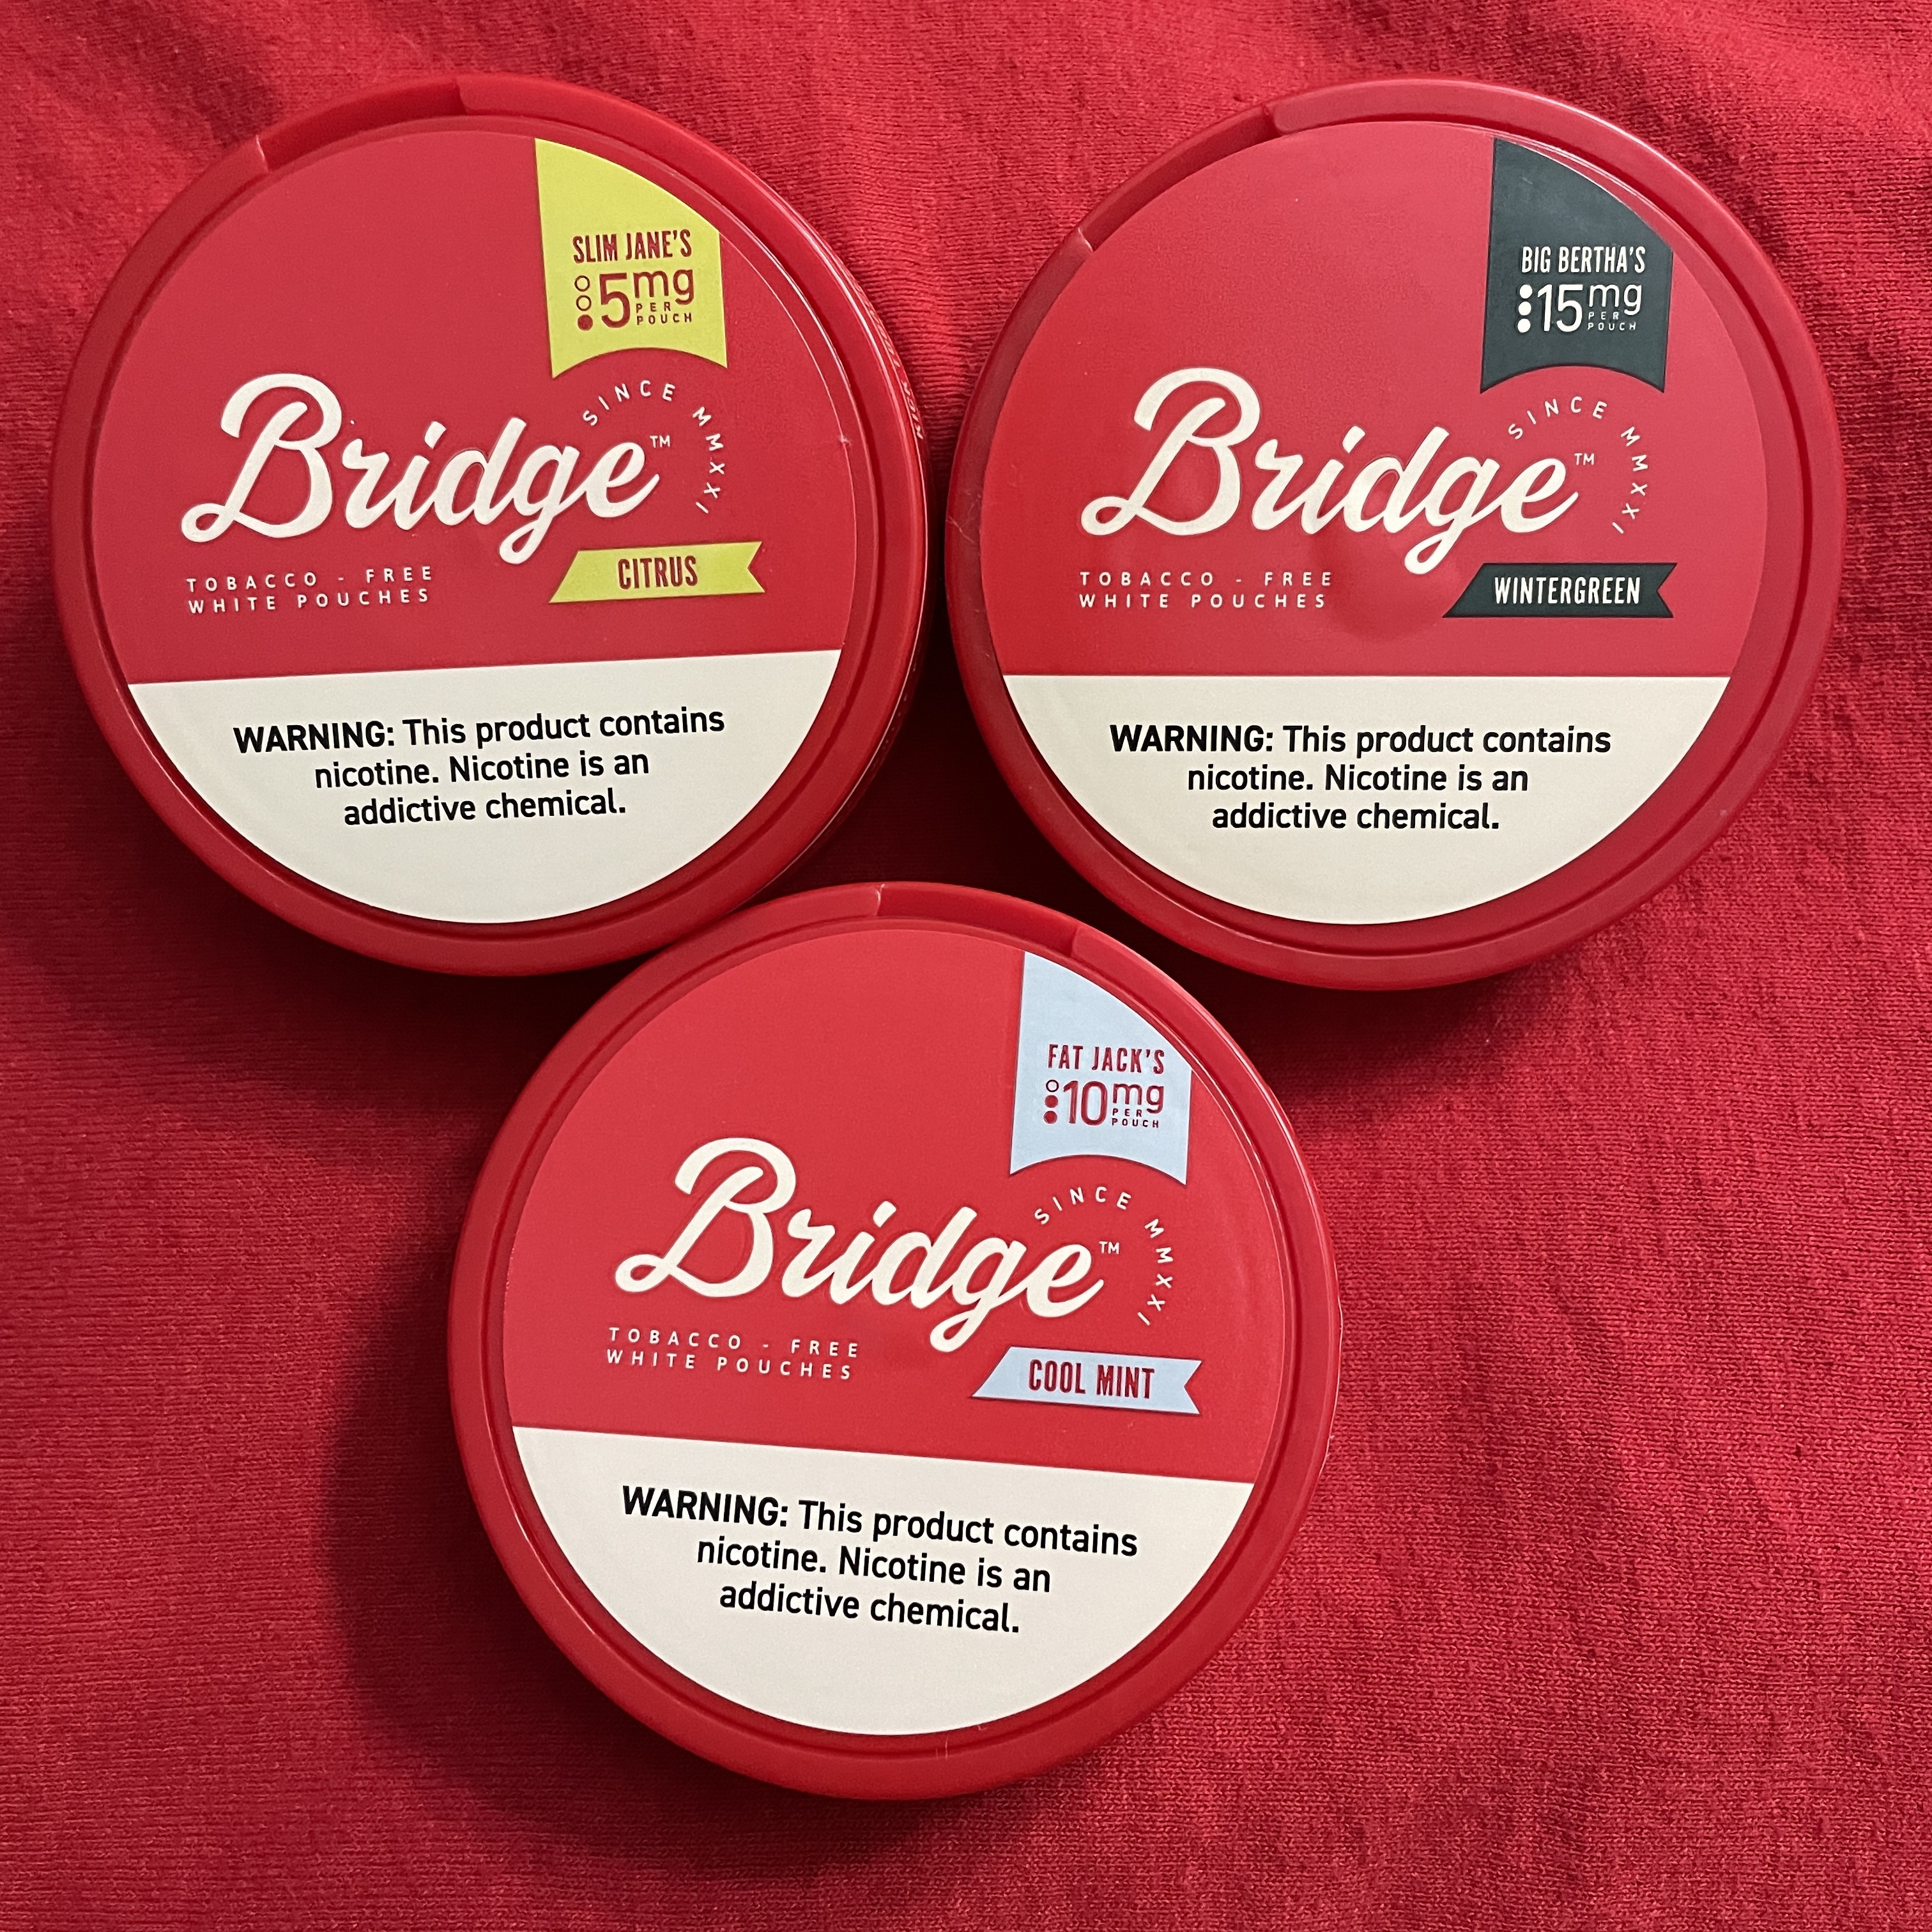 SLIM JANE'S
5mg
PER
POUCH
SINCE MMXXI
Bridge™
TOBACCO - FREE
WHITE POUCHES
CITRUS
WARNING: This product contains
nicotine. Nicotine is an
addictive chemical.
BIG BERTHA'S
15mg
PER
POUCH
SINCE MMXXI
Bridge™
TOBACCO - FREE
WHITE POUCHES
WINTERGREEN
WARNING: This product contains
nicotine. Nicotine is an
addictive chemical.
FAT JACK'S
10mg
PER
POUCH
SINCE MMXXI
Bridge™
TOBACCO - FREE
WHITE POUCHES
COOL MINT
WARNING: This product contains
nicotine. Nicotine is an
addictive chemical.